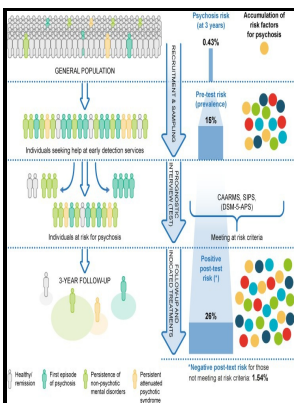 Psychosis risk
(at 3 years)
0.43%
Accumulation of
risk factors
for psychosis
GENERAL POPULATION
RECRUITMENT & SAMPLING
Pre-test risk
(prevalence)
15%
Individuals seeking help at early detection services
PROGNOSTIC
INTERVIEW (TEST)
CAARMS, SIPS,
(DSM-5-APS)
Meeting at risk criteria
Individuals at risk for psychosis
FOLLOW-UP AND
INDICATED TREATMENTS
3-YEAR FOLLOW-UP
Positive
post-test
risk (*)
26%
*Negative post-test risk for those
not meeting at risk criteria: 1.54%
Healthy/
remission
First episode
of psychosis
Persistence of
non-psychotic
mental disorders
Persistent
attenuated
psychotic
syndrome